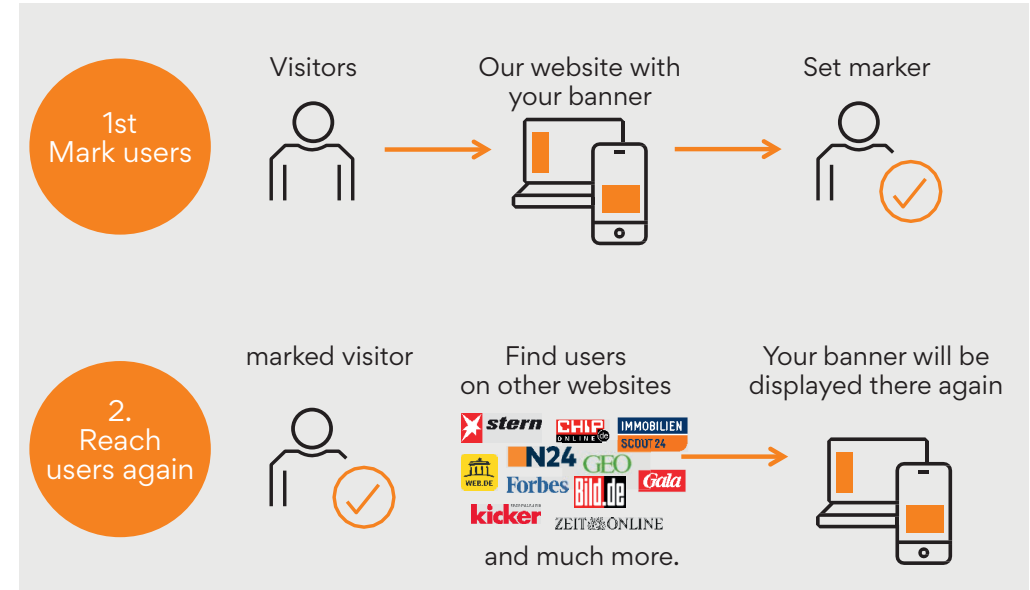 1st
Mark users
Visitors
Our website with
your banner
Set marker
2.
Reach
users again
marked visitor
Find users
on other websites
Your banner will be
displayed there again
stern
CHIP
ONLINE de
IMMOBILIEN
SCOUT 24
WEB.DE
N24
GEO
Forbes
Bild.de
Gala
kicker
ZEIT ONLINE
and much more.